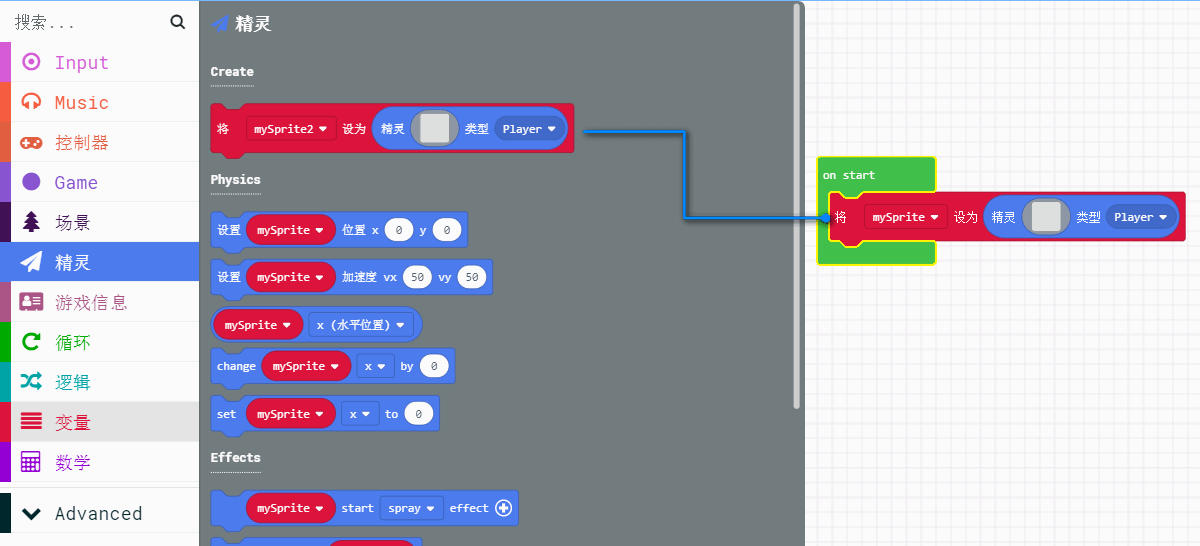 搜索...
Input
Music
控制器
Game
场景
精灵
游戏信息
循环
逻辑
变量
数学
Advanced
精灵
Create
将 mySprite2 设为 精灵 类型 Player
Physics
设置 mySprite 位置 x 0 y 0
设置 mySprite 加速度 vx 50 vy 50
mySprite x (水平位置)
change mySprite x by 0
set mySprite x to 0
Effects
mySprite start spray effect
on start
将 mySprite 设为 精灵 类型 Player